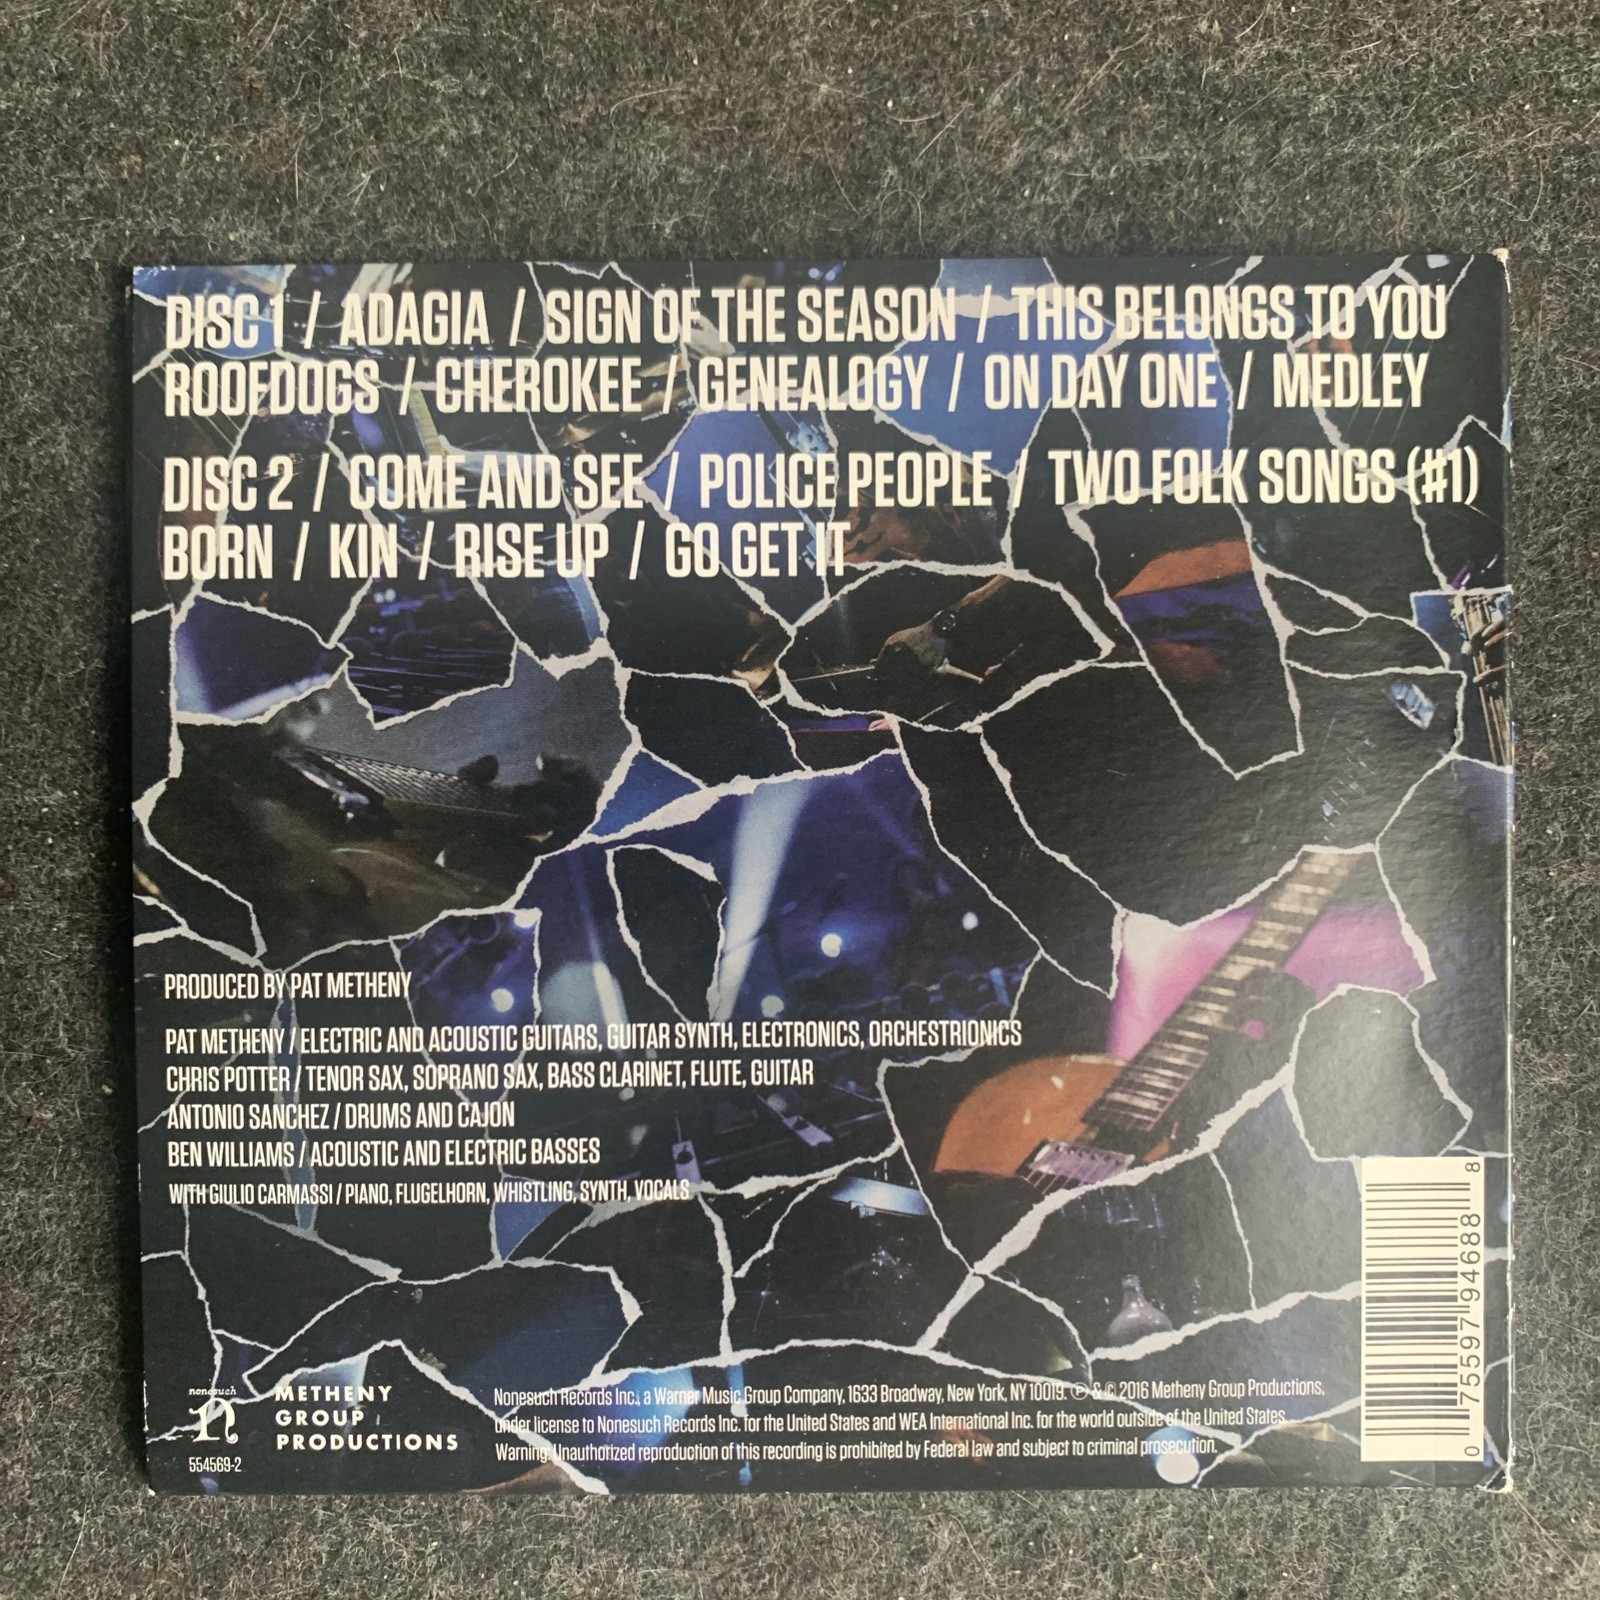 DISC 1 / ADAGIA / SIGN OF THE SEASON / THIS BELONGS TO YOU
ROOFDOGS / CHEROKEE / GENEALOGY / ON DAY ONE / MEDLEY
DISC 2 / COME AND SEE / POLICE PEOPLE / TWO FOLK SONGS (#1)
BORN / KIN / RISE UP / GO GET IT
PRODUCED BY PAT METHENY
PAT METHENY / ELECTRIC AND ACOUSTIC GUITARS, GUITAR SYNTH, ELECTRONICS, ORCHESTRIONICS
CHRIS POTTER / TENOR SAX, SOPRANO SAX, BASS CLARINET, FLUTE, GUITAR
ANTONIO SANCHEZ / DRUMS AND CAJON
BEN WILLIAMS / ACOUSTIC AND ELECTRIC BASSES
WITH GIULIO CARMASSI / PIANO, FLUGELHORN, WHISTLING, SYNTH, VOCALS
nonesuch
n
METHENY
GROUP
PRODUCTIONS
554569-2
Nonesuch Records Inc., a Warner Music Group Company, 1633 Broadway, New York, NY 10019. ℗ & © 2016 Metheny Group Productions,
under license to Nonesuch Records Inc. for the United States and WEA International Inc. for the world outside of the United States.
Warning: Unauthorized reproduction of this recording is prohibited by Federal law and subject to criminal prosecution.
0 75597 94688 8